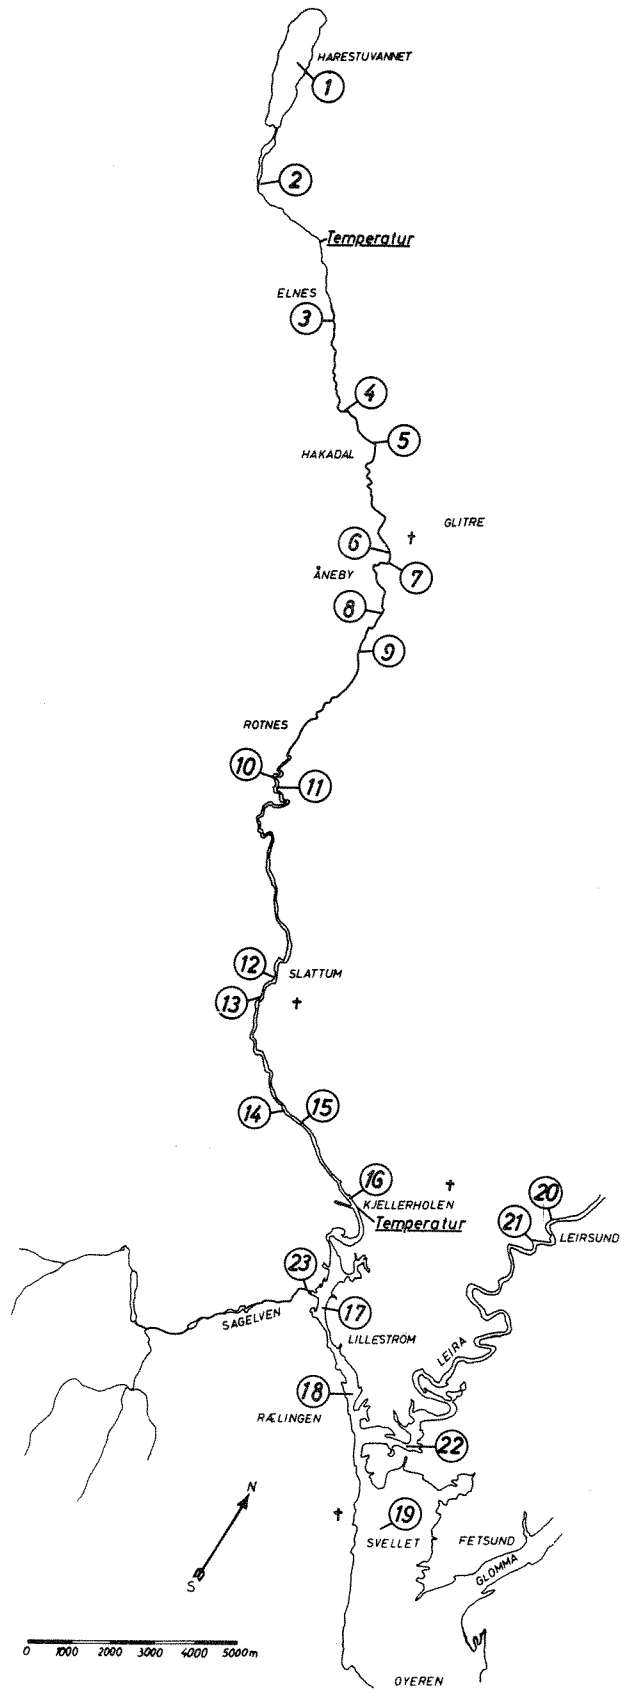 HARESTUVANNET
1
2
Temperatur
ELNES
3
4
5
HAKADAL
GLITRE
6
7
ÅNEBY
8
9
ROTNES
10
11
12
SLATTUM
13
14
15
16
KJELLERHOLEN
Temperatur
20
21
LEIRSUND
23
SAGELVEN
17
LILLESTRÖM
LEIRA
18
RÆLINGEN
22
N
19
SVELLET
FETSUND
GLOMMA
S
0 1000 2000 3000 4000 5000m
OYEREN